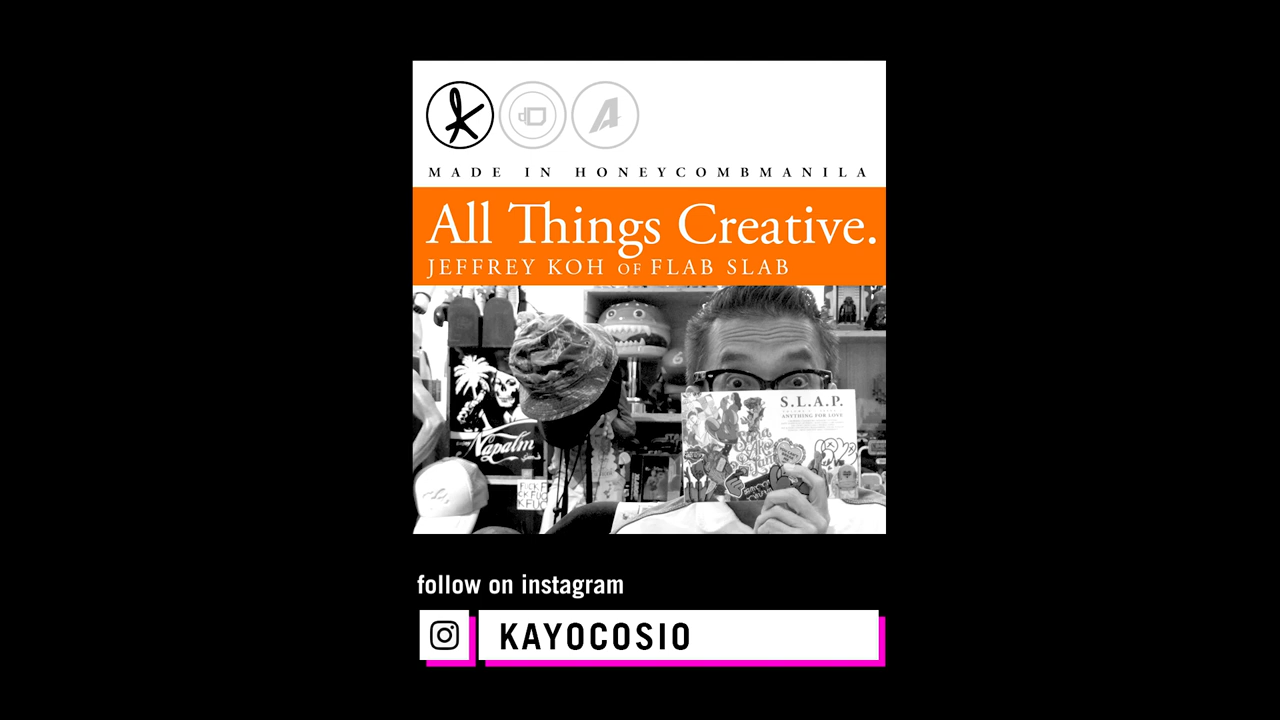 MADE IN HONEYCOMBMANILA
All Things Creative.
JEFFREY KOH OF FLAB SLAB
S.L.A.P.
ANYTHING FOR LOVE
Napalm
follow on instagram
KAYOCOSIO